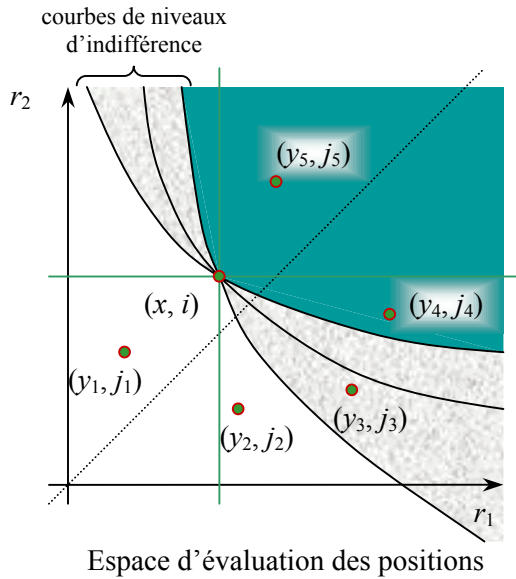 courbes de niveaux
d’indifférence
r₂
(y₅, j₅)
(x, i)
(y₄, j₄)
(y₁, j₁)
(y₃, j₃)
(y₂, j₂)
r₁
Espace d’évaluation des positions